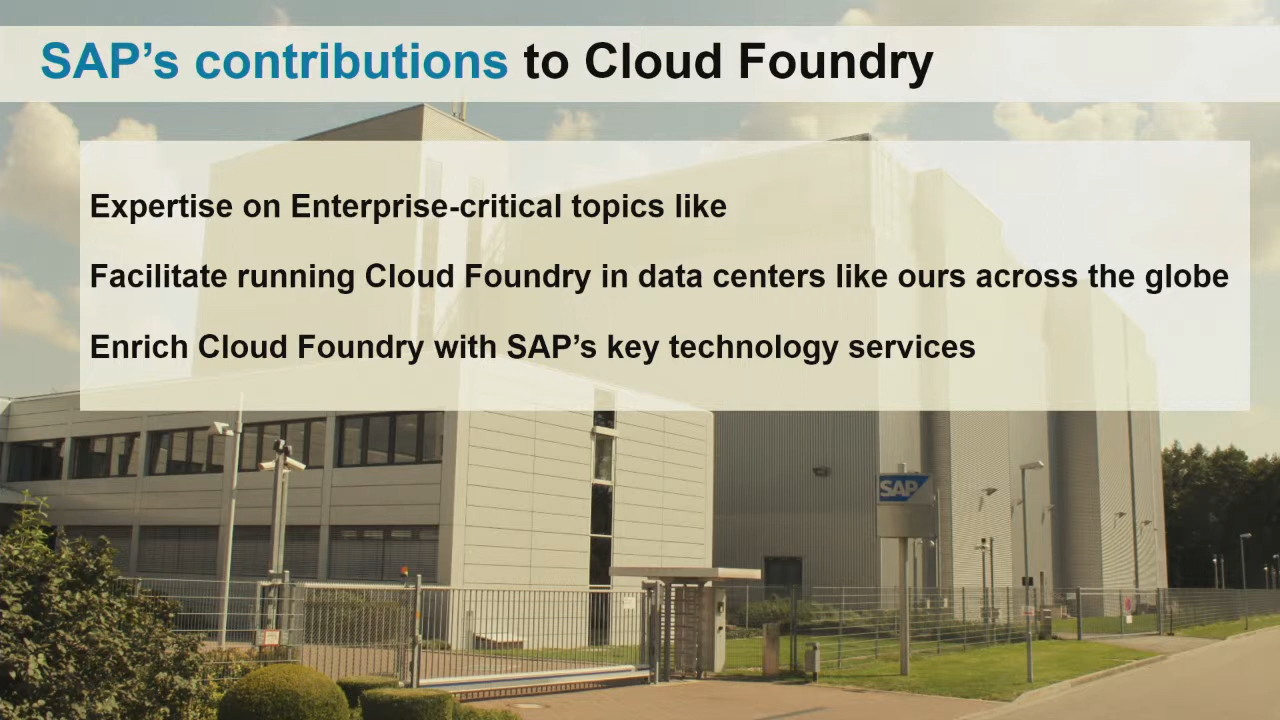 SAP’s contributions to Cloud Foundry
Expertise on Enterprise-critical topics like
Facilitate running Cloud Foundry in data centers like ours across the globe
Enrich Cloud Foundry with SAP’s key technology services
SAP